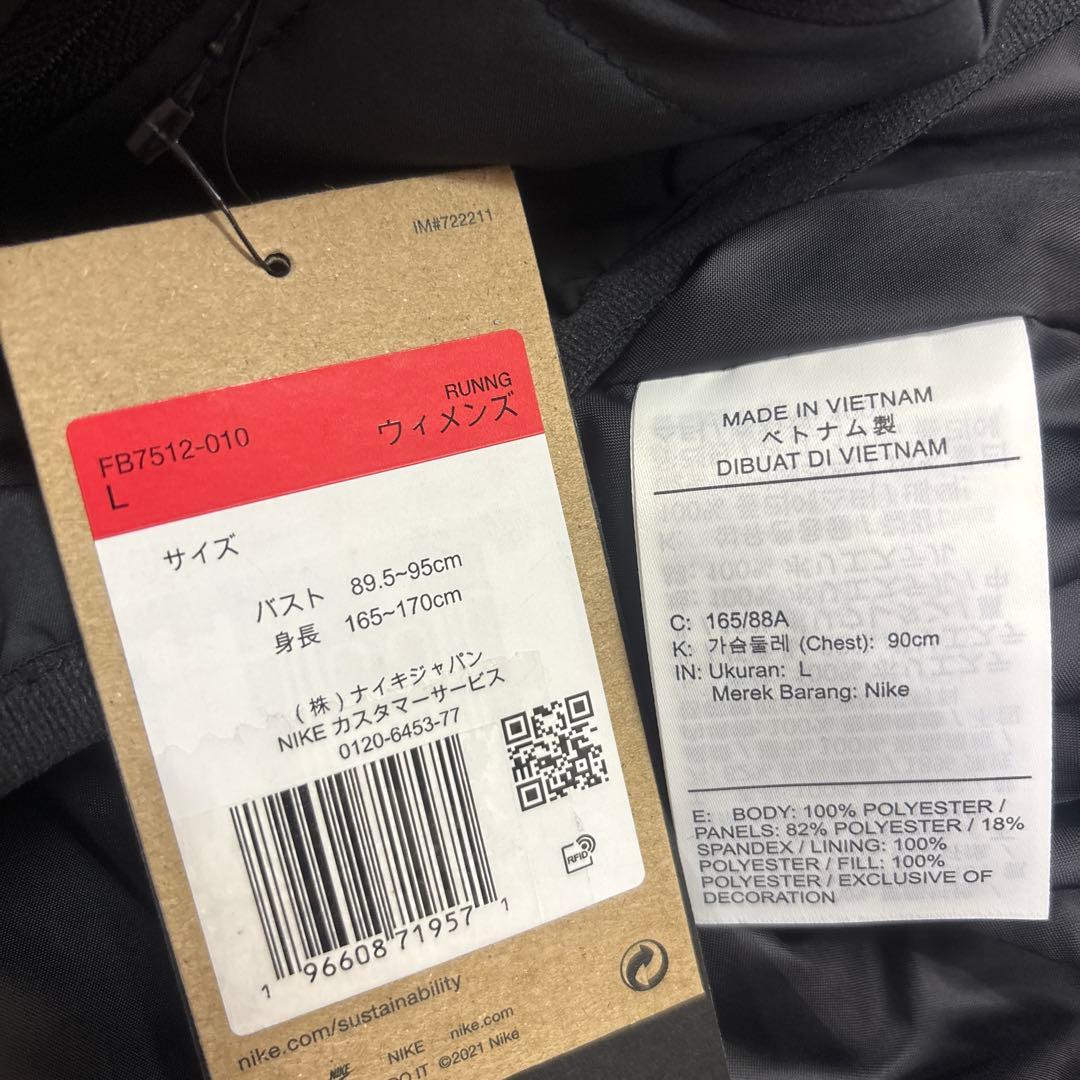 IM#722211
RUNNG
FB7512-010
ウィメンズ
L
サイズ
バスト 89.5~95cm
身長 165~170cm
(株)ナイキジャパン
NIKE カスタマーサービス
0120-6453-77
RFID
1 96608 71957 1
nike.com/sustainability
NIKE nike.com
NIKE
DO IT ©2021 Nike
MADE IN VIETNAM
ベトナム製
DIBUAT DI VIETNAM
C: 165/88A
K: 가슴둘레 (Chest): 90cm
IN: Ukuran: L
Merek Barang: Nike
E: BODY: 100% POLYESTER /
PANELS: 82% POLYESTER / 18%
SPANDEX / LINING: 100%
POLYESTER / FILL: 100%
POLYESTER / EXCLUSIVE OF
DECORATION